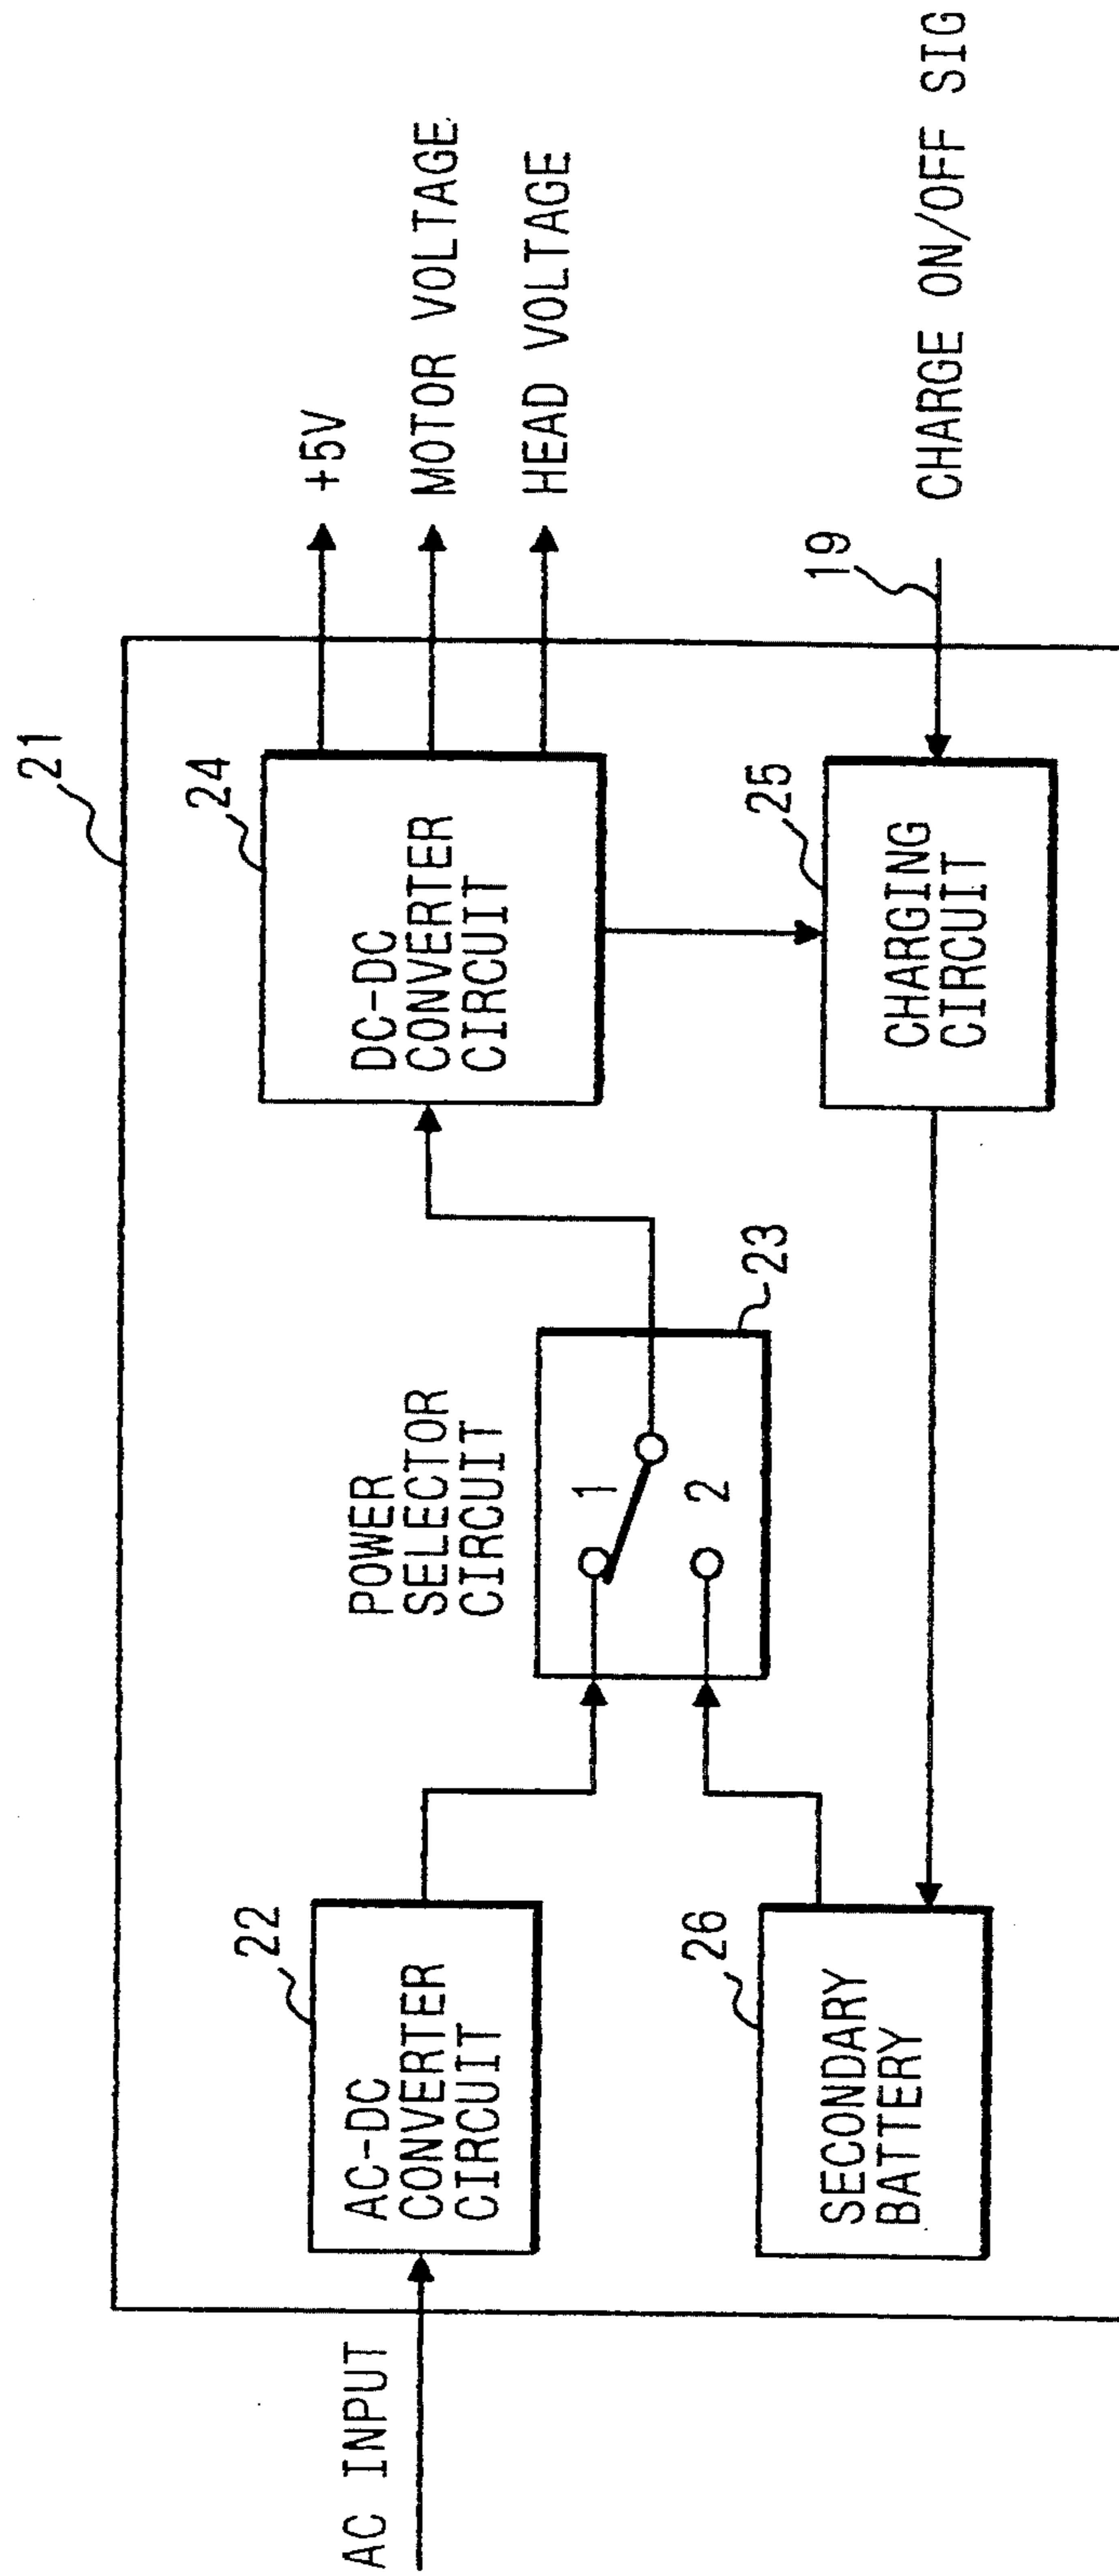 21
AC INPUT
22
AC-DC
CONVERTER
CIRCUIT
POWER
SELECTOR
CIRCUIT
1
2
23
24
DC-DC
CONVERTER
CIRCUIT
+5V
MOTOR VOLTAGE
HEAD VOLTAGE
26
SECONDARY
BATTERY
25
CHARGING
CIRCUIT
19
CHARGE ON/OFF SIG